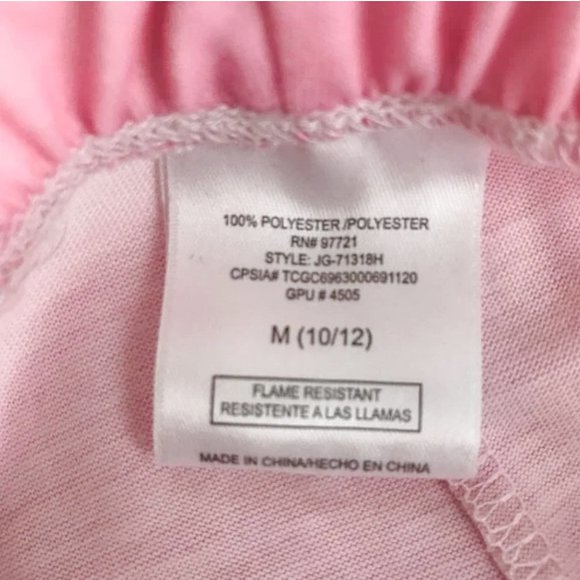 100% POLYESTER /POLYESTER
RN# 97721
STYLE: JG-71318H
CPSIA# TCGC6963000691120
GPU # 4505
M (10/12)
FLAME RESISTANT
RESISTENTE A LAS LLAMAS
MADE IN CHINA/HECHO EN CHINA